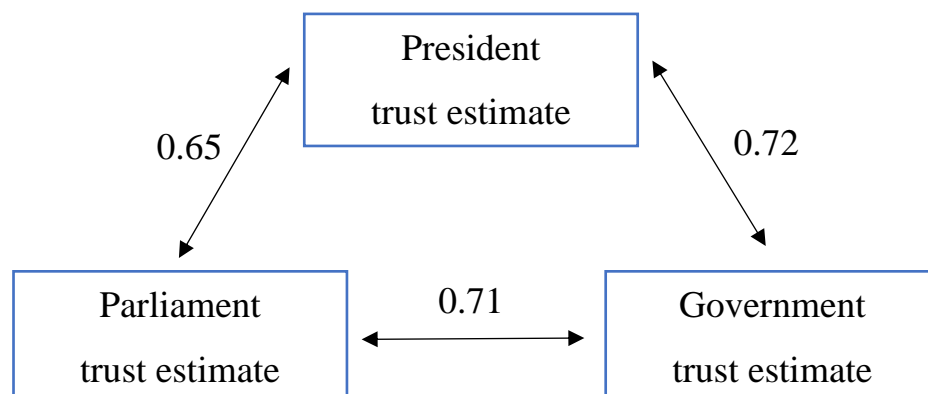 President
trust estimate
0.65
0.72
Parliament
trust estimate
0.71
Government
trust estimate